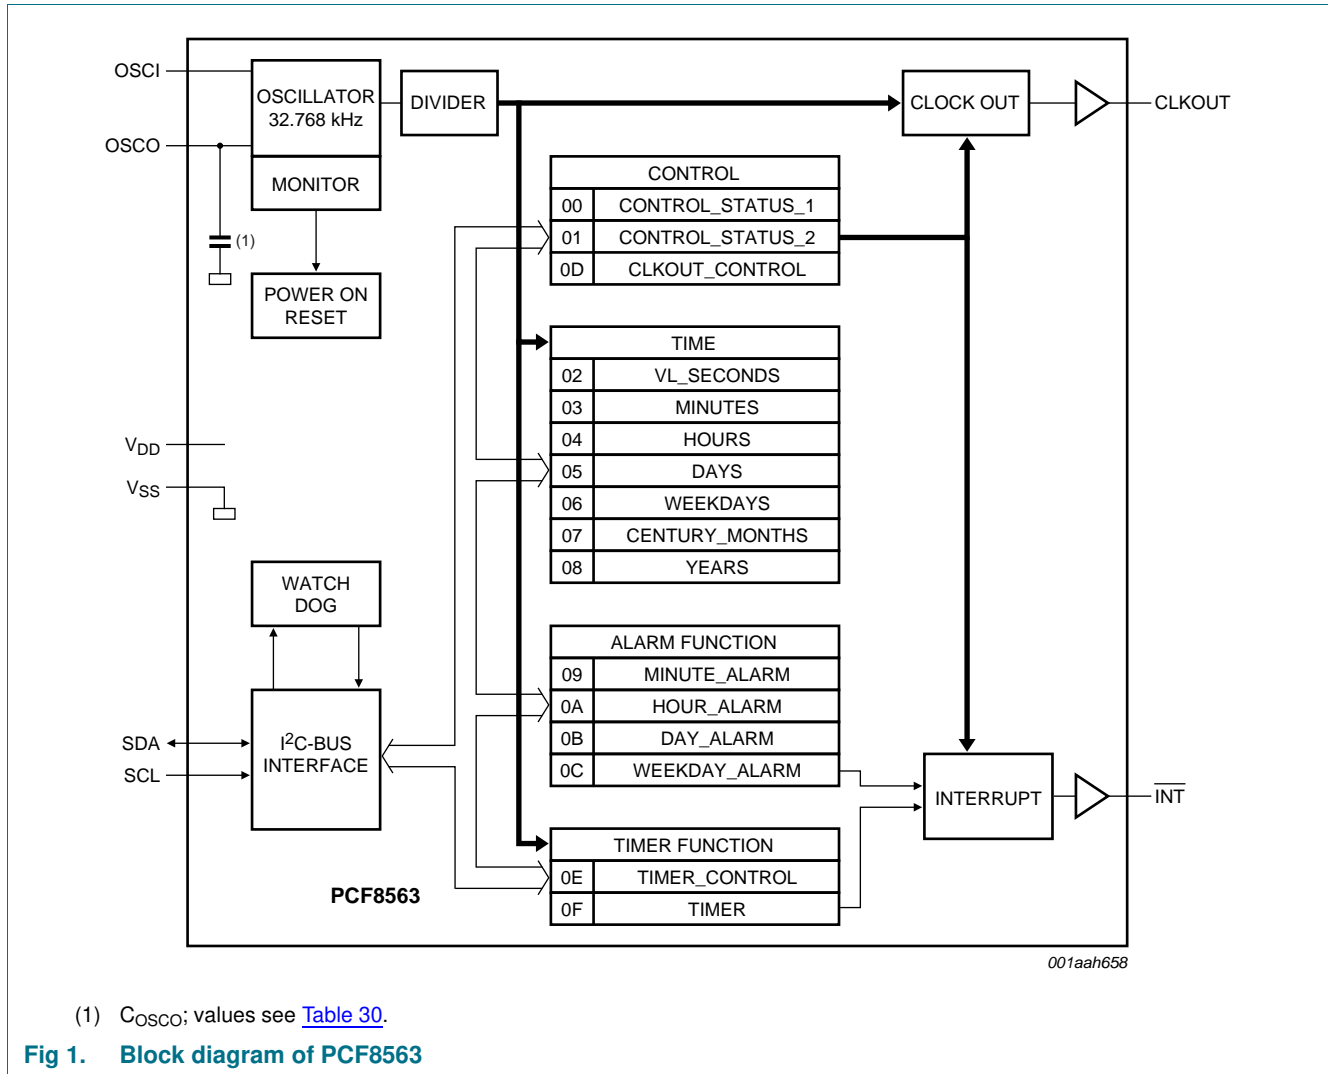 OSCI
OSCILLATOR
32.768 kHz
DIVIDER
CLOCK OUT
CLKOUT
OSCO
MONITOR
(1)
POWER ON
RESET
CONTROL
00 CONTROL_STATUS_1
01 CONTROL_STATUS_2
0D CLKOUT_CONTROL
TIME
02 VL_SECONDS
03 MINUTES
04 HOURS
05 DAYS
06 WEEKDAYS
07 CENTURY_MONTHS
08 YEARS
VDD
VSS
WATCH
DOG
ALARM FUNCTION
09 MINUTE_ALARM
0A HOUR_ALARM
0B DAY_ALARM
0C WEEKDAY_ALARM
SDA
SCL
I2C-BUS
INTERFACE
INTERRUPT
INT
TIMER FUNCTION
0E TIMER_CONTROL
0F TIMER
PCF8563
001aah658
(1) COSCO; values see Table 30.
Fig 1. Block diagram of PCF8563